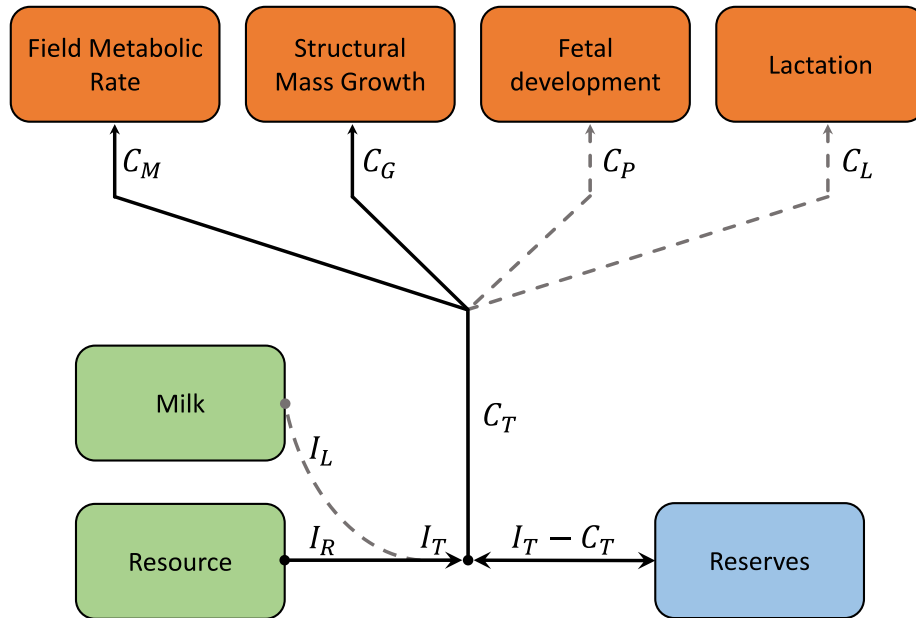 Field Metabolic
Rate
Structural
Mass Growth
Fetal
development
Lactation
C_M
C_G
C_P
C_L
Milk
C_T
I_L
Resource
I_R
I_T
I_T − C_T
Reserves